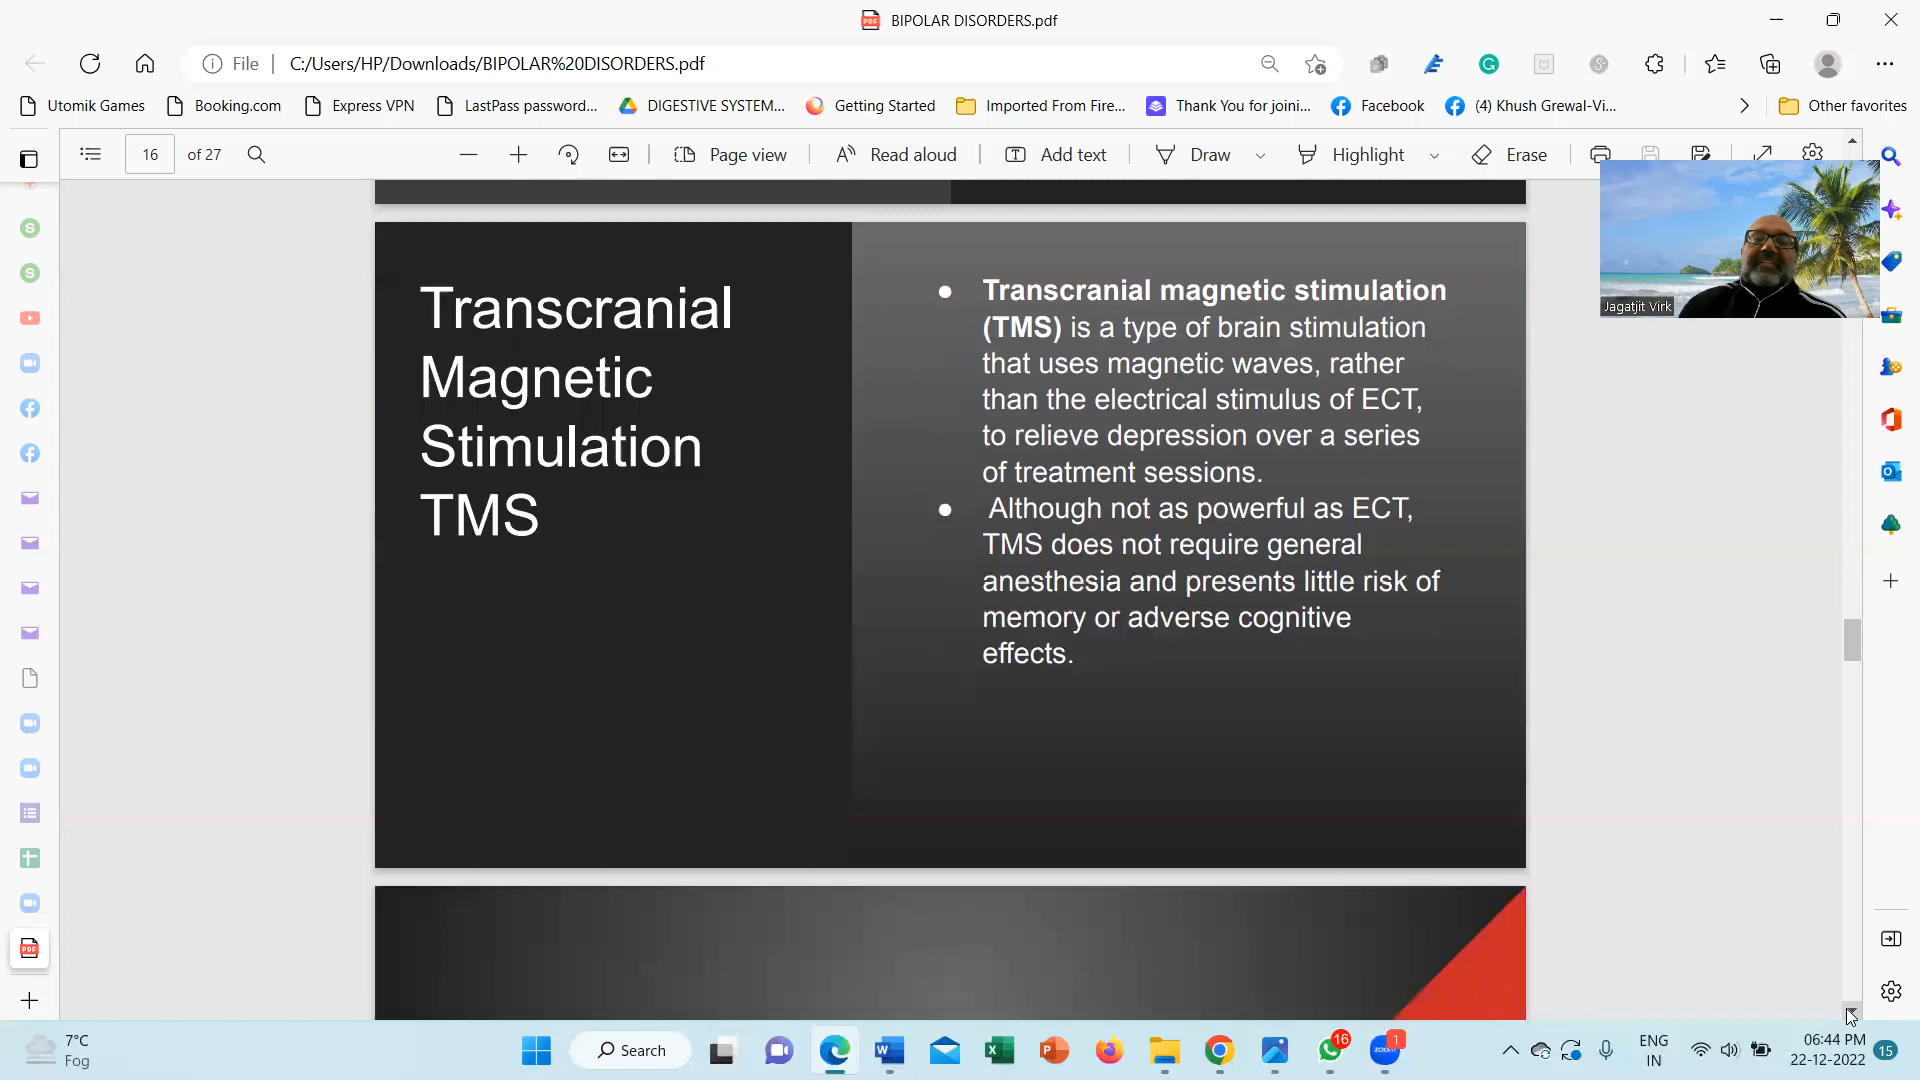 BIPOLAR DISORDERS.pdf
File
C:/Users/HP/Downloads/BIPOLAR%20DISORDERS.pdf
Utomik Games
Booking.com
Express VPN
LastPass password...
DIGESTIVE SYSTEM...
Getting Started
Imported From Fire...
Thank You for joini...
Facebook
(4) Khush Grewal-Vi...
Other favorites
16
of 27
Page view
Read aloud
Add text
Draw
Highlight
Erase
Jagatjit Virk
Transcranial
Magnetic
Stimulation
TMS
● Transcranial magnetic stimulation
(TMS) is a type of brain stimulation
that uses magnetic waves, rather
than the electrical stimulus of ECT,
to relieve depression over a series
of treatment sessions.
● Although not as powerful as ECT,
TMS does not require general
anesthesia and presents little risk of
memory or adverse cognitive
effects.
7°C
Fog
Search
16
1
zoom
ENG
IN
06:44 PM
22-12-2022
15